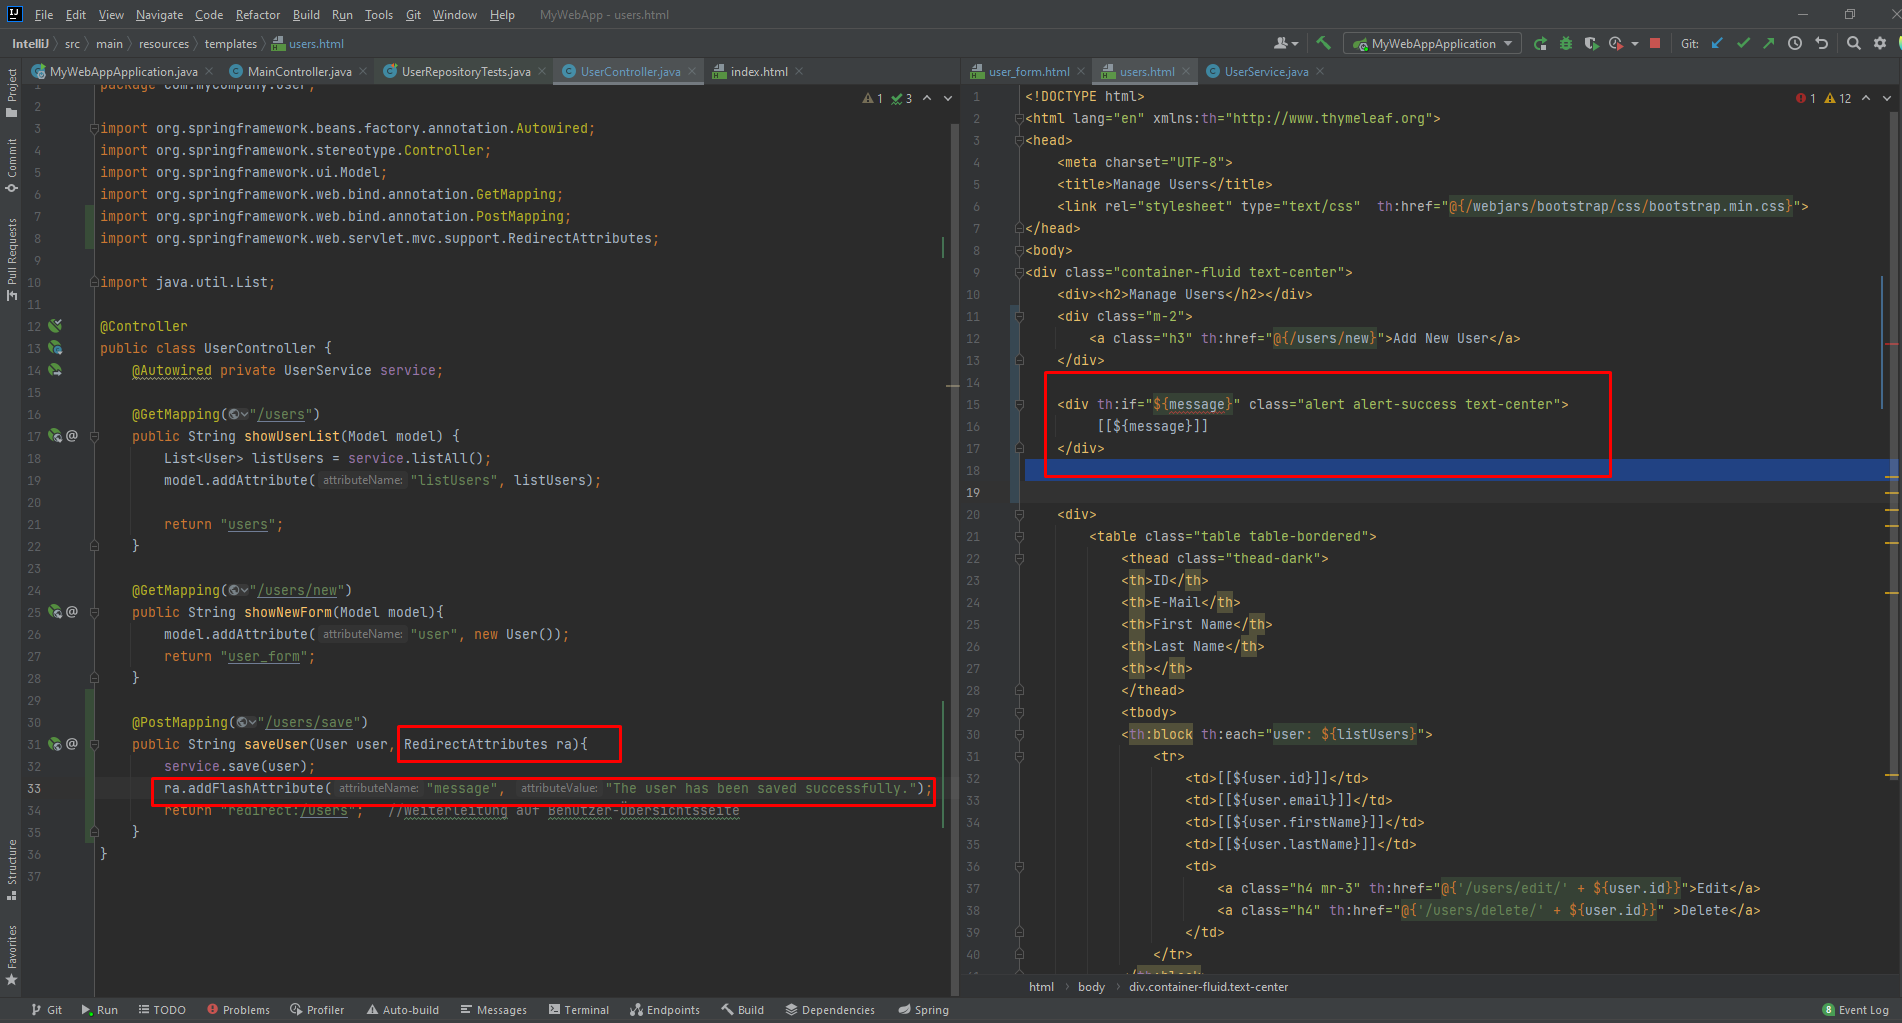 File Edit View Navigate Code Refactor Build Run Tools Git Window Help MyWebApp - users.html
IntelliJ src main resources templates users.html
MyWebAppApplication Git:
MyWebAppApplication.java MainController.java UserRepositoryTests.java UserController.java index.html
user_form.html users.html UserService.java
Project
Commit
Pull Requests
Structure
Favorites
1 3
1 package com.mycompany.user;
2
3 import org.springframework.beans.factory.annotation.Autowired;
4 import org.springframework.stereotype.Controller;
5 import org.springframework.ui.Model;
6 import org.springframework.web.bind.annotation.GetMapping;
7 import org.springframework.web.bind.annotation.PostMapping;
8 import org.springframework.web.servlet.mvc.support.RedirectAttributes;
9
10 import java.util.List;
11
12 @Controller
13 public class UserController {
14 @Autowired private UserService service;
15
16 @GetMapping("/users")
17 public String showUserList(Model model) {
18 List<User> listUsers = service.listAll();
19 model.addAttribute( attributeName: "listUsers", listUsers);
20
21 return "users";
22 }
23
24 @GetMapping("/users/new")
25 public String showNewForm(Model model){
26 model.addAttribute( attributeName: "user", new User());
27 return "user_form";
28 }
29
30 @PostMapping("/users/save")
31 public String saveUser(User user, RedirectAttributes ra){
32 service.save(user);
33 ra.addFlashAttribute( attributeName: "message", attributeValue: "The user has been saved successfully.");
34 return "redirect:/users"; //Weiterleitung auf Benutzer-Übersichtsseite
35 }
36 }
37
1 12
1 <!DOCTYPE html>
2 <html lang="en" xmlns:th="http://www.thymeleaf.org">
3 <head>
4 <meta charset="UTF-8">
5 <title>Manage Users</title>
6 <link rel="stylesheet" type="text/css" th:href="@{/webjars/bootstrap/css/bootstrap.min.css}">
7 </head>
8 <body>
9 <div class="container-fluid text-center">
10 <div><h2>Manage Users</h2></div>
11 <div class="m-2">
12 <a class="h3" th:href="@{/users/new}">Add New User</a>
13 </div>
14
15 <div th:if="${message}" class="alert alert-success text-center">
16 [[${message}]]
17 </div>
18
19
20 <div>
21 <table class="table table-bordered">
22 <thead class="thead-dark">
23 <th>ID</th>
24 <th>E-Mail</th>
25 <th>First Name</th>
26 <th>Last Name</th>
27 <th></th>
28 </thead>
29 <tbody>
30 <th:block th:each="user: ${listUsers}">
31 <tr>
32 <td>[[${user.id}]]</td>
33 <td>[[${user.email}]]</td>
34 <td>[[${user.firstName}]]</td>
35 <td>[[${user.lastName}]]</td>
36 <td>
37 <a class="h4 mr-3" th:href="@{'/users/edit/' + ${user.id}}">Edit</a>
38 <a class="h4" th:href="@{'/users/delete/' + ${user.id}}" >Delete</a>
39 </td>
40 </tr>
</th:block>
html body div.container-fluid.text-center
Git Run TODO Problems Profiler Auto-build Messages Terminal Endpoints Build Dependencies Spring 8 Event Log